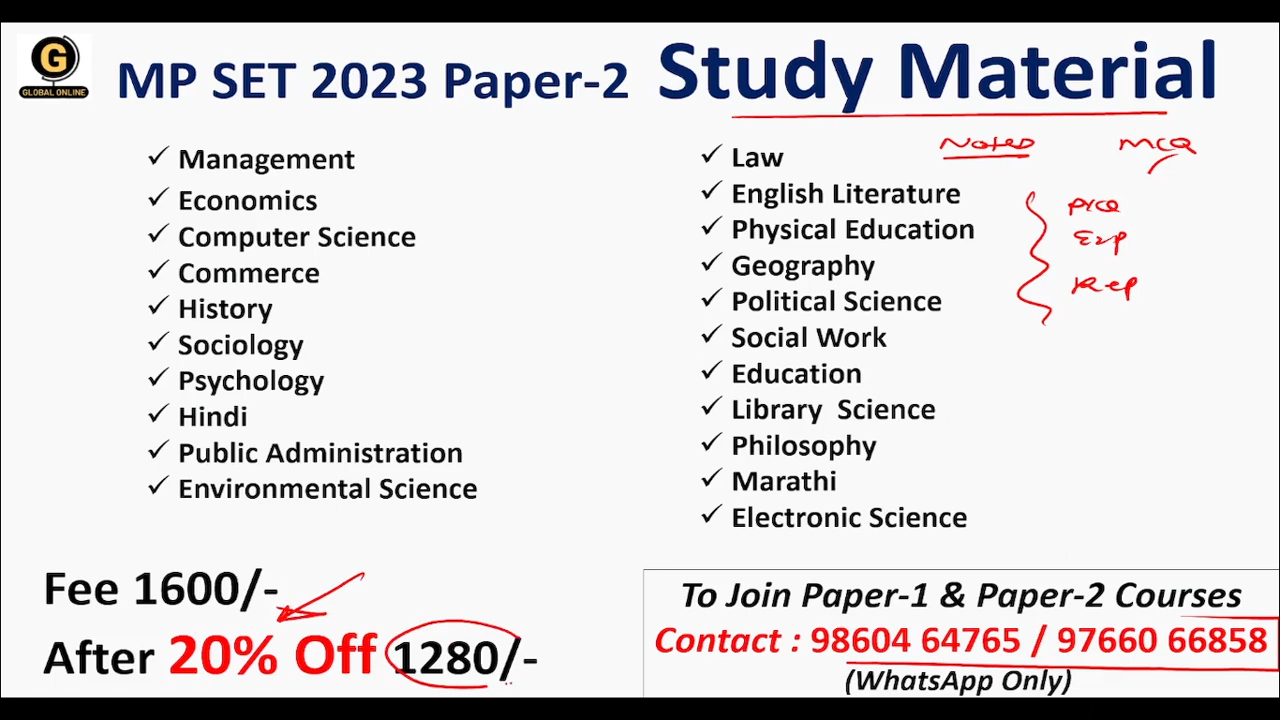 G
GLOBAL ONLINE
MP SET 2023 Paper-2 Study Material
✓ Management
✓ Economics
✓ Computer Science
✓ Commerce
✓ History
✓ Sociology
✓ Psychology
✓ Hindi
✓ Public Administration
✓ Environmental Science
✓ Law
✓ English Literature
✓ Physical Education
✓ Geography
✓ Political Science
✓ Social Work
✓ Education
✓ Library Science
✓ Philosophy
✓ Marathi
✓ Electronic Science
Notes
MCQ
PYCQ
Exp
Rep
Fee 1600/-
After 20% Off 1280/-
To Join Paper-1 & Paper-2 Courses
Contact : 98604 64765 / 97660 66858
(WhatsApp Only)